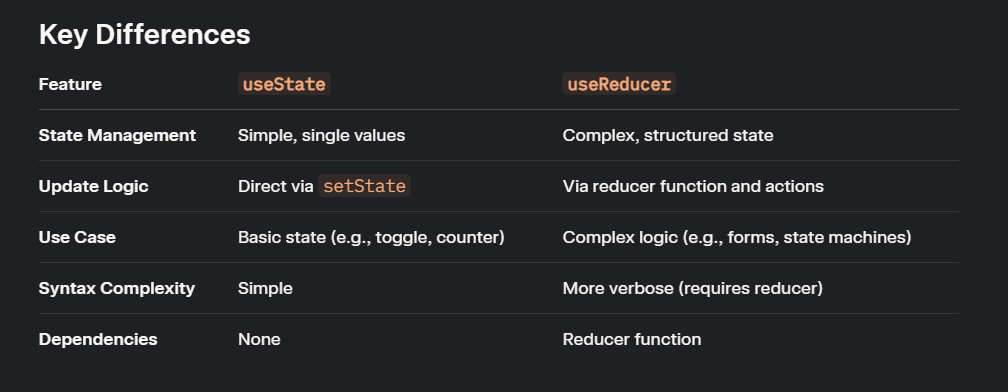 Key Differences
Feature useState useReducer
State Management Simple, single values Complex, structured state
Update Logic Direct via setState Via reducer function and actions
Use Case Basic state (e.g., toggle, counter) Complex logic (e.g., forms, state machines)
Syntax Complexity Simple More verbose (requires reducer)
Dependencies None Reducer function